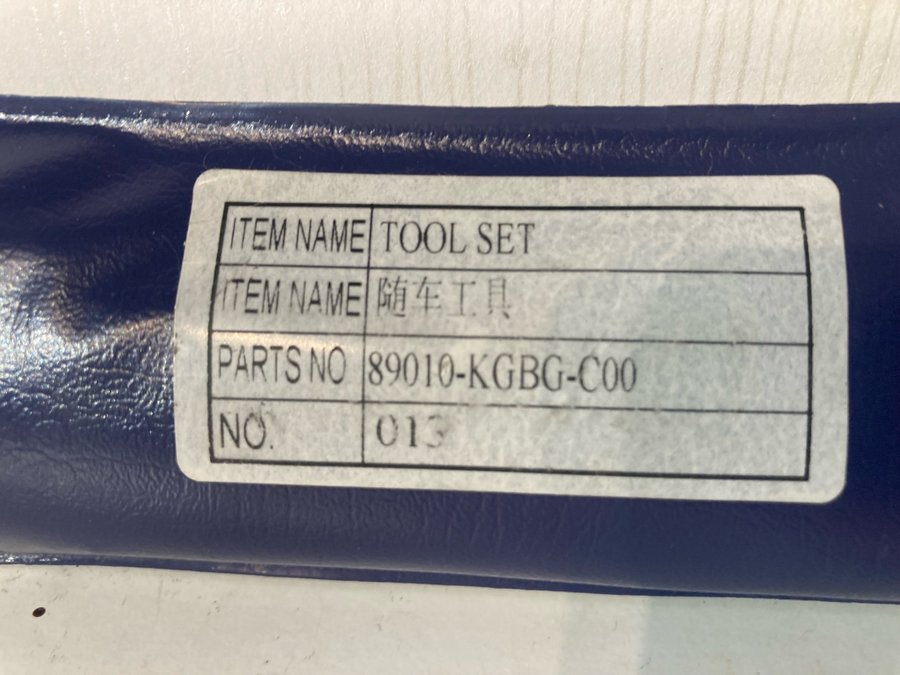 ITEM NAME TOOL SET
ITEM NAME 随车工具
PARTS NO 89010-KGBG-C00
NO. 013